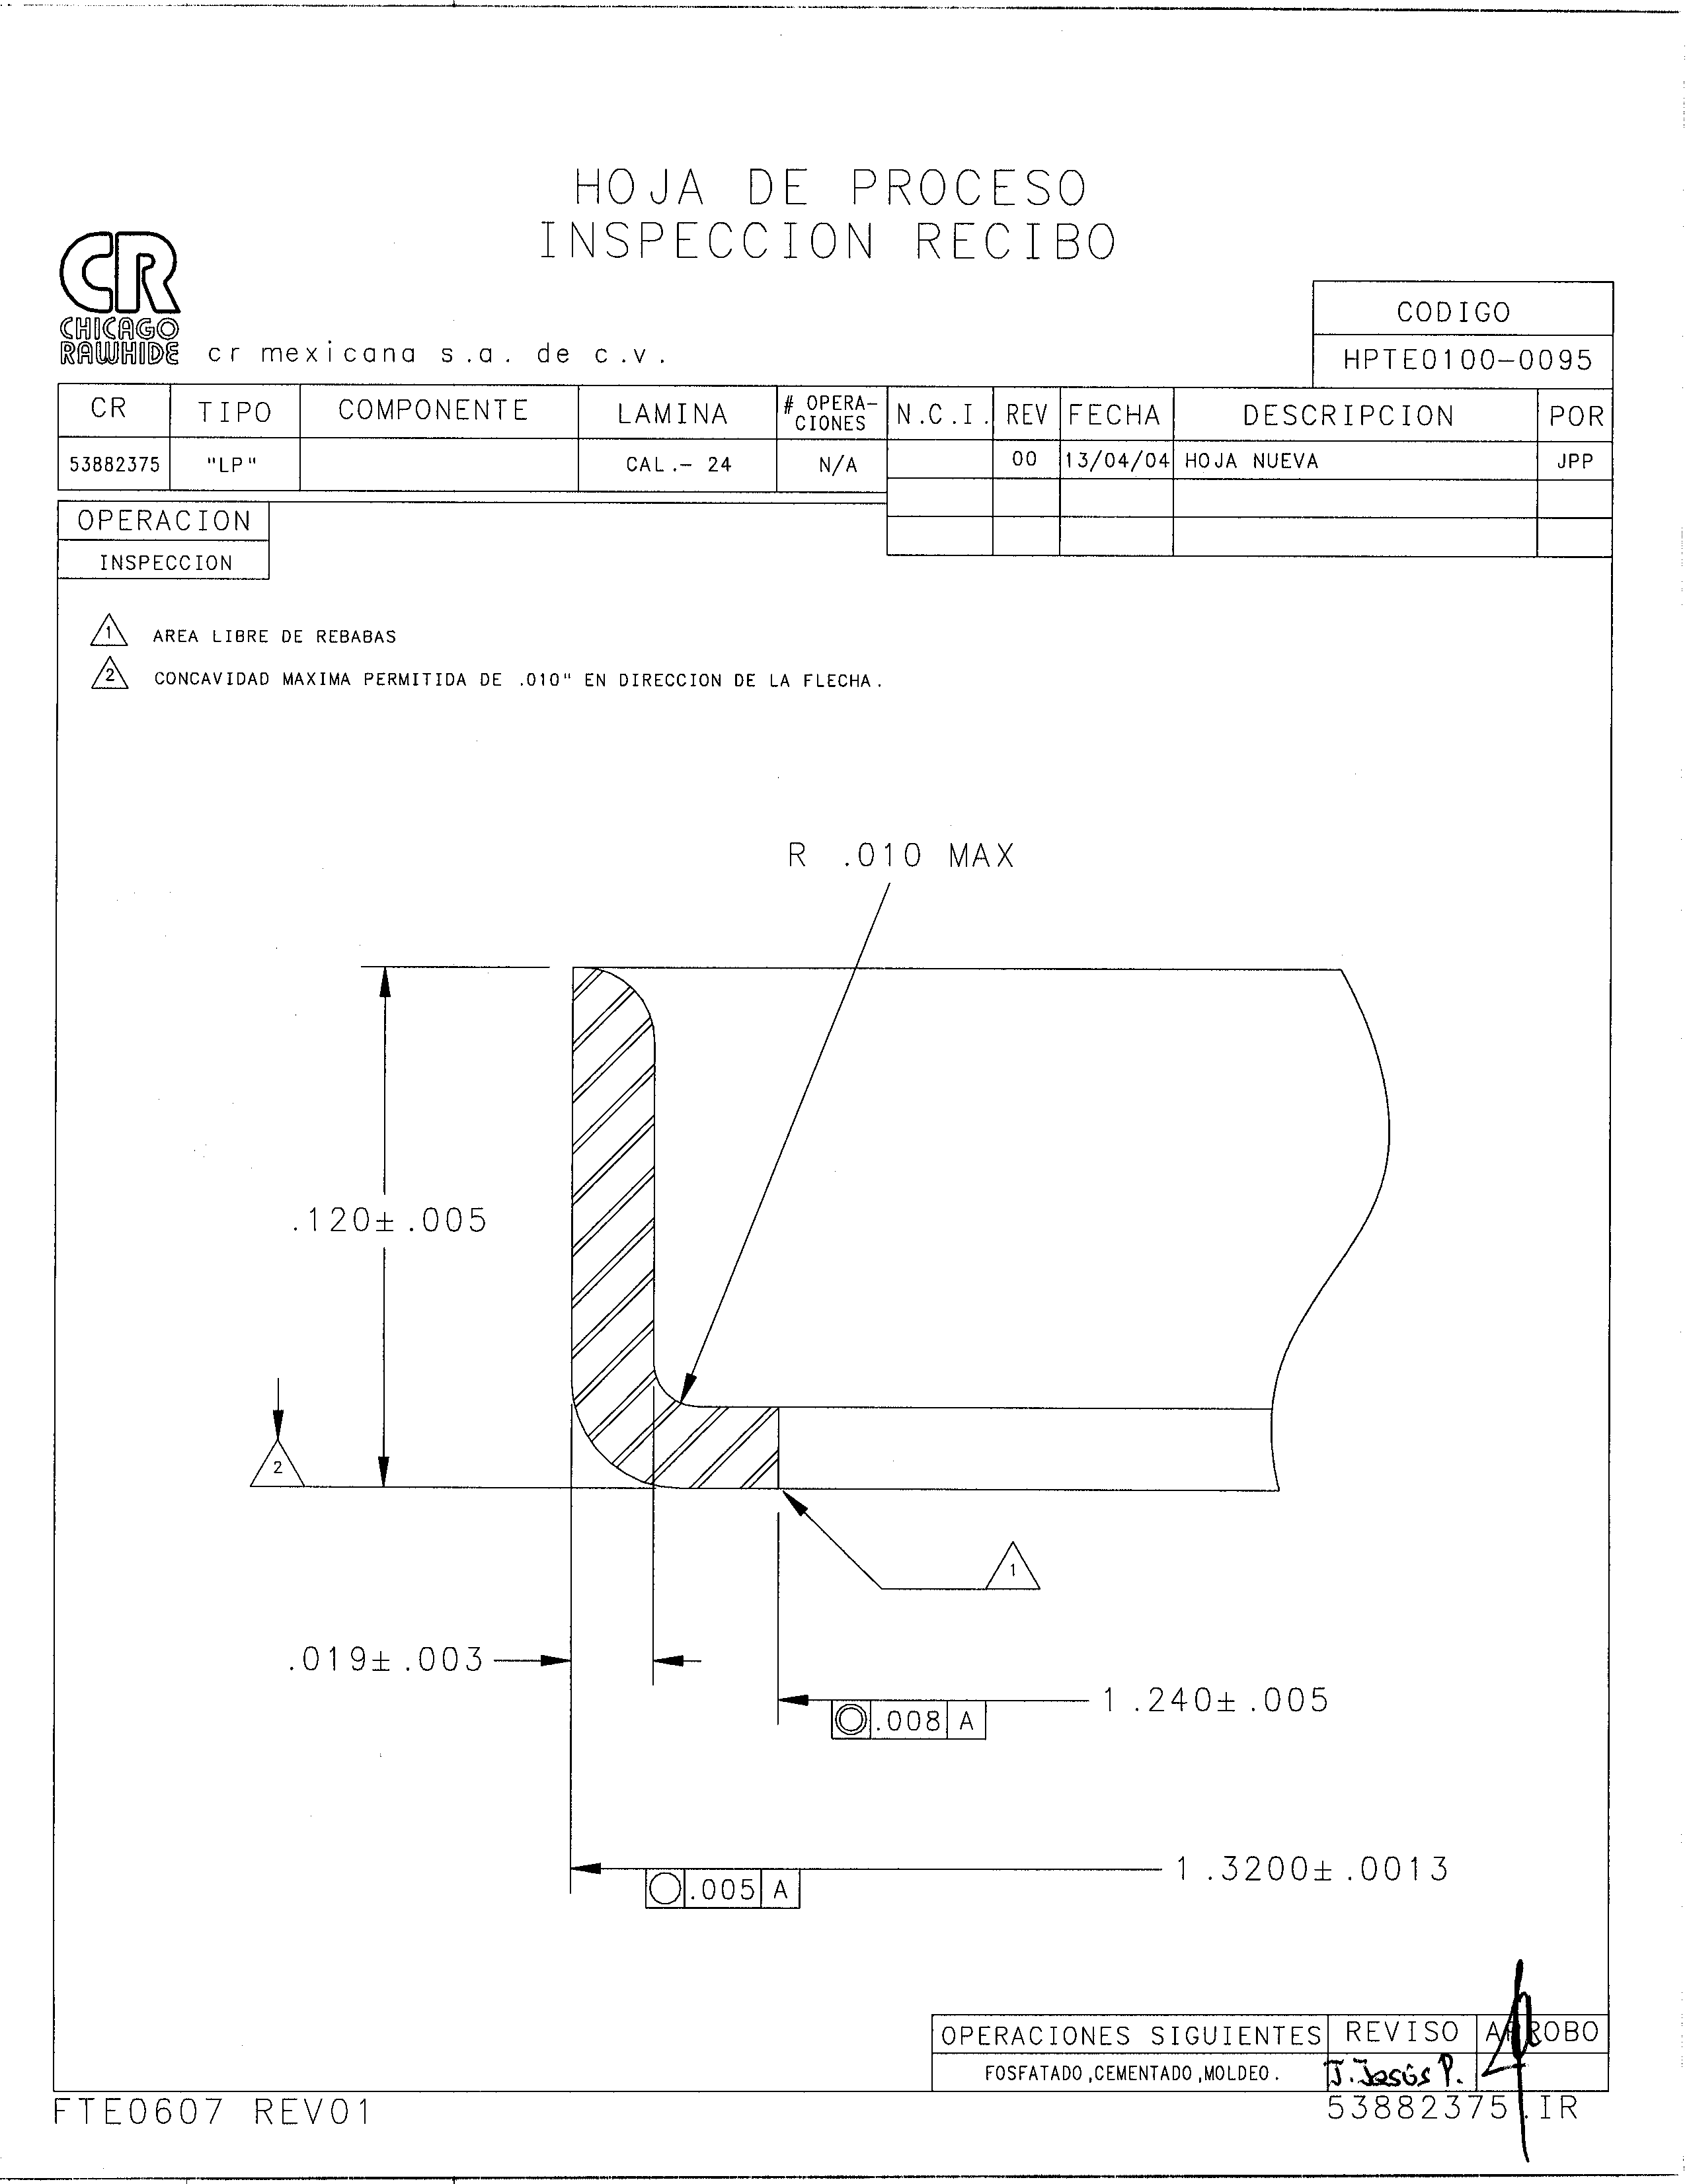 HOJA DE PROCESO
INSPECCION RECIBO
CR
CHICAGO
RAWHIDE
cr mexicana s.a. de c.v.
CODIGO
HPTE0100-0095
CR TIPO COMPONENTE LAMINA # OPERA-CIONES N.C.I. REV FECHA DESCRIPCION POR
53882375 "LP" CAL.- 24 N/A 00 13/04/04 HOJA NUEVA JPP
OPERACION
INSPECCION
1 AREA LIBRE DE REBABAS
2 CONCAVIDAD MAXIMA PERMITIDA DE .010" EN DIRECCION DE LA FLECHA.
R .010 MAX
.120±.005
2
1
.019±.003
1.240±.005
◎ .008 A
1.3200±.0013
○ .005 A
OPERACIONES SIGUIENTES REVISO APROBO
FOSFATADO,CEMENTADO,MOLDEO. J. Jesús P.
FTE0607 REV01
53882375.IR